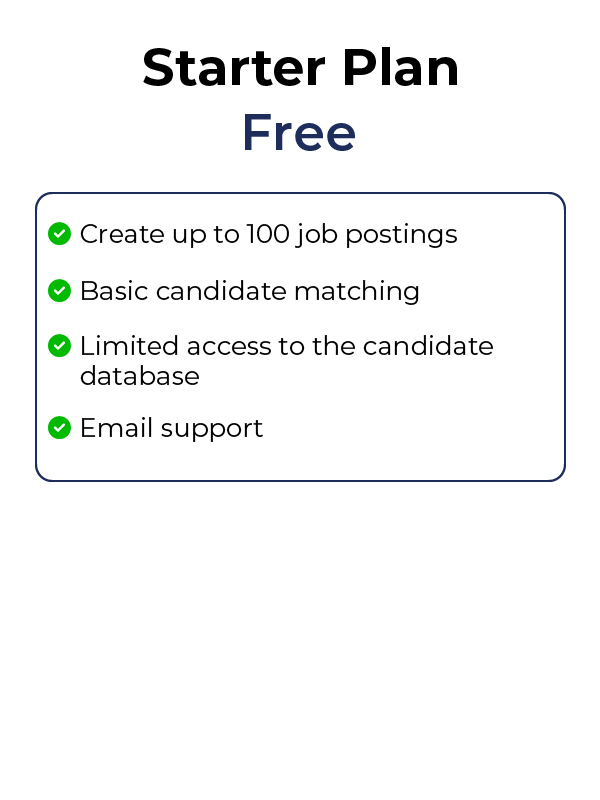 Starter Plan
Free
Create up to 100 job postings
Basic candidate matching
Limited access to the candidate
database
Email support